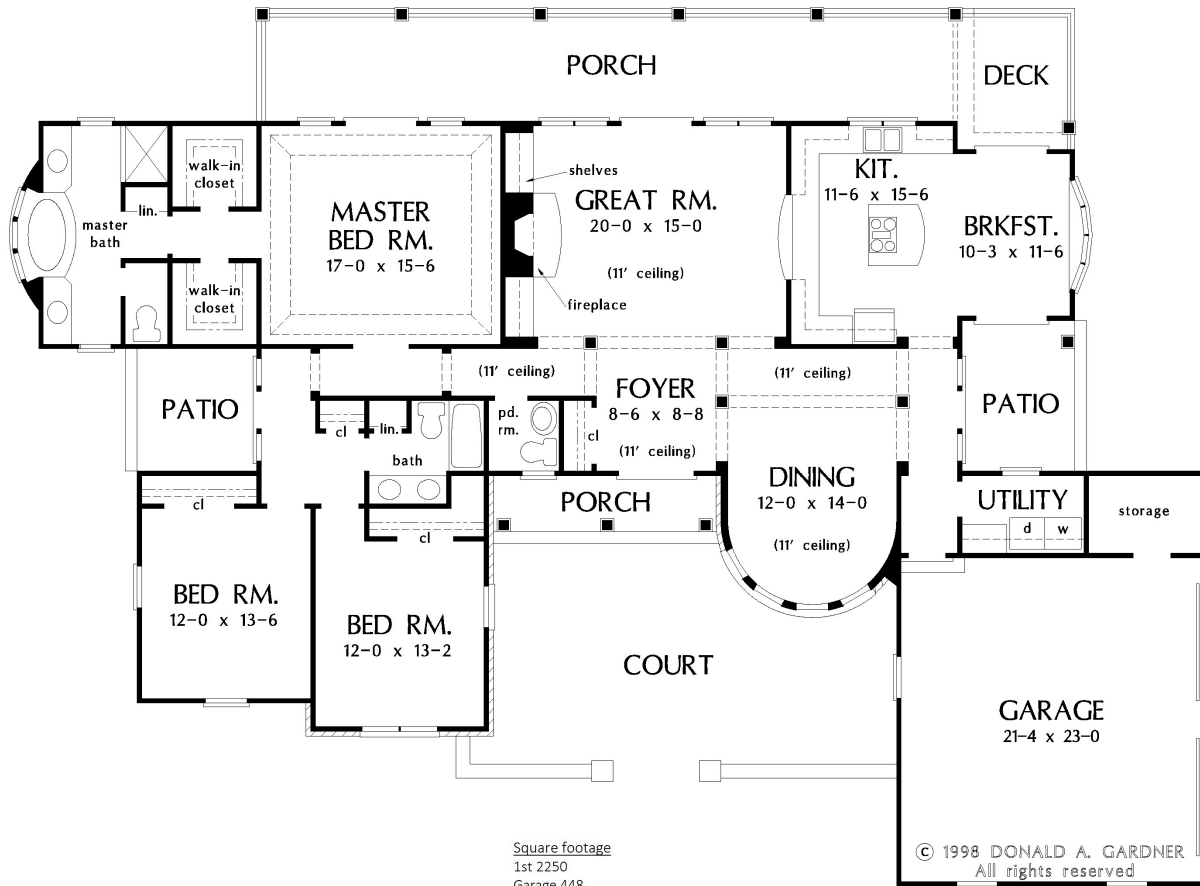 PORCH
DECK
walk-in
closet
shelves
KIT.
11-6 x 15-6
MASTER
BED RM.
17-0 x 15-6
GREAT RM.
20-0 x 15-0
lin.
master
bath
BRKFST.
10-3 x 11-6
(11' ceiling)
walk-in
closet
fireplace
(11' ceiling)
(11' ceiling)
FOYER
8-6 x 8-8
(11' ceiling)
PATIO
PATIO
pd.
rm.
cl
lin.
cl
bath
DINING
12-0 x 14-0
(11' ceiling)
cl
PORCH
UTILITY
d
w
storage
cl
BED RM.
12-0 x 13-6
BED RM.
12-0 x 13-2
COURT
GARAGE
21-4 x 23-0
Square footage
1st 2250
Garage 448
© 1998 DONALD A. GARDNER
All rights reserved